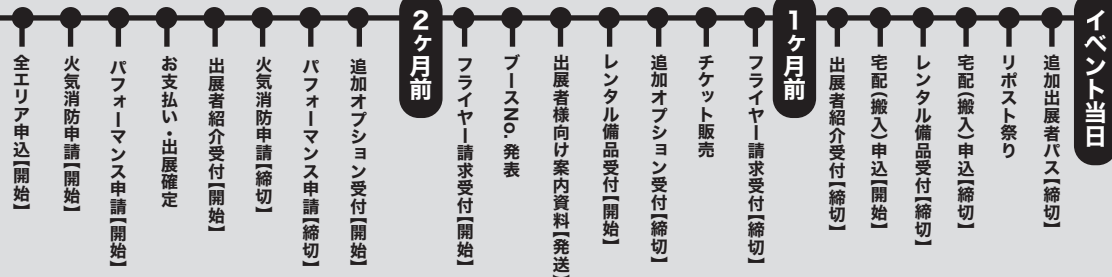 全エリア申込【開始】
火気消防申請【開始】
パフォーマンス申請【開始】
お支払い・出展確定
出展者紹介受付【開始】
火気消防申請【締切】
パフォーマンス申請【締切】
追加オプション受付【開始】
2ヶ月前
フライヤー請求受付【開始】
ブースNo.発表
出展者様向け案内資料【発送】
レンタル備品受付【開始】
追加オプション受付【締切】
チケット販売
フライヤー請求受付【締切】
1ヶ月前
出展者紹介受付【締切】
宅配（搬入）申込【開始】
レンタル備品受付【締切】
宅配（搬入）申込【締切】
リポスト祭り
追加出展者パス【締切】
イベント当日